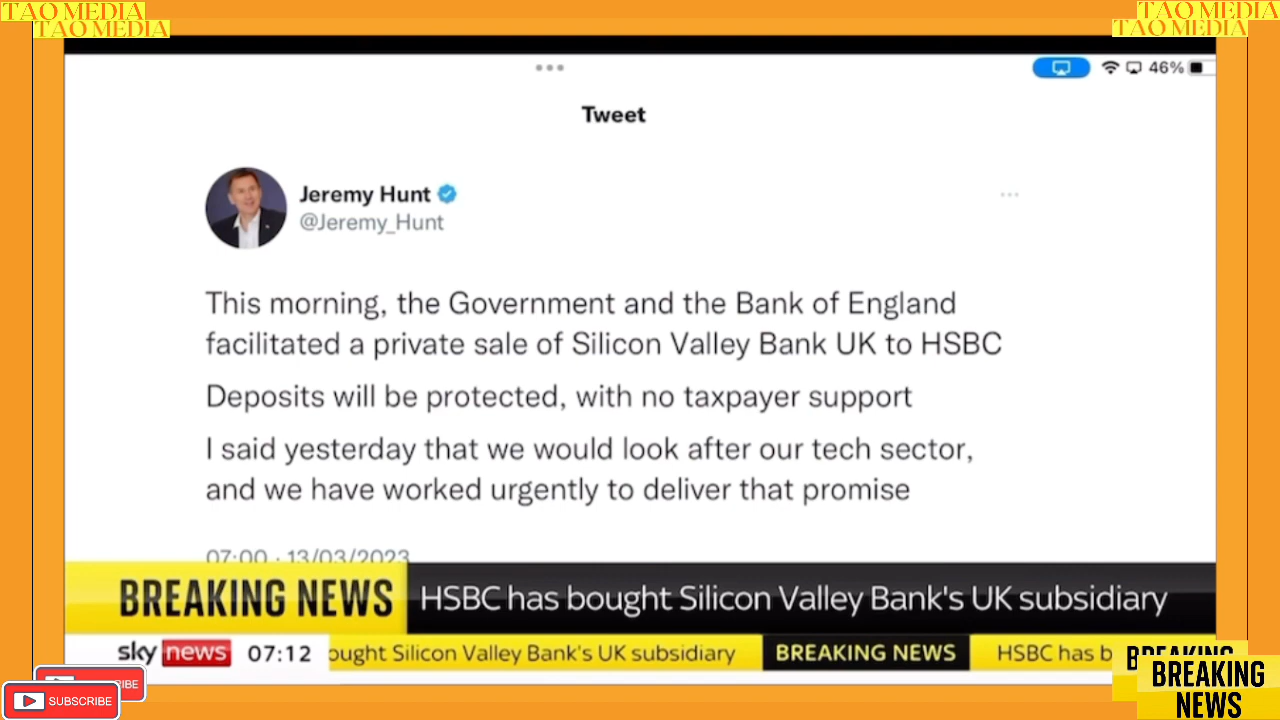 TAO MEDIA
TAO MEDIA
TAO MEDIA
TAO MEDIA
46%
Tweet
Jeremy Hunt
@Jeremy_Hunt
This morning, the Government and the Bank of England
facilitated a private sale of Silicon Valley Bank UK to HSBC
Deposits will be protected, with no taxpayer support
I said yesterday that we would look after our tech sector,
and we have worked urgently to deliver that promise
07:00 · 13/03/2023
BREAKING NEWS
HSBC has bought Silicon Valley Bank's UK subsidiary
sky news 07:12 ought Silicon Valley Bank's UK subsidiary BREAKING NEWS HSBC has b
BREAKING
BREAKING
NEWS
IBE
SUBSCRIBE